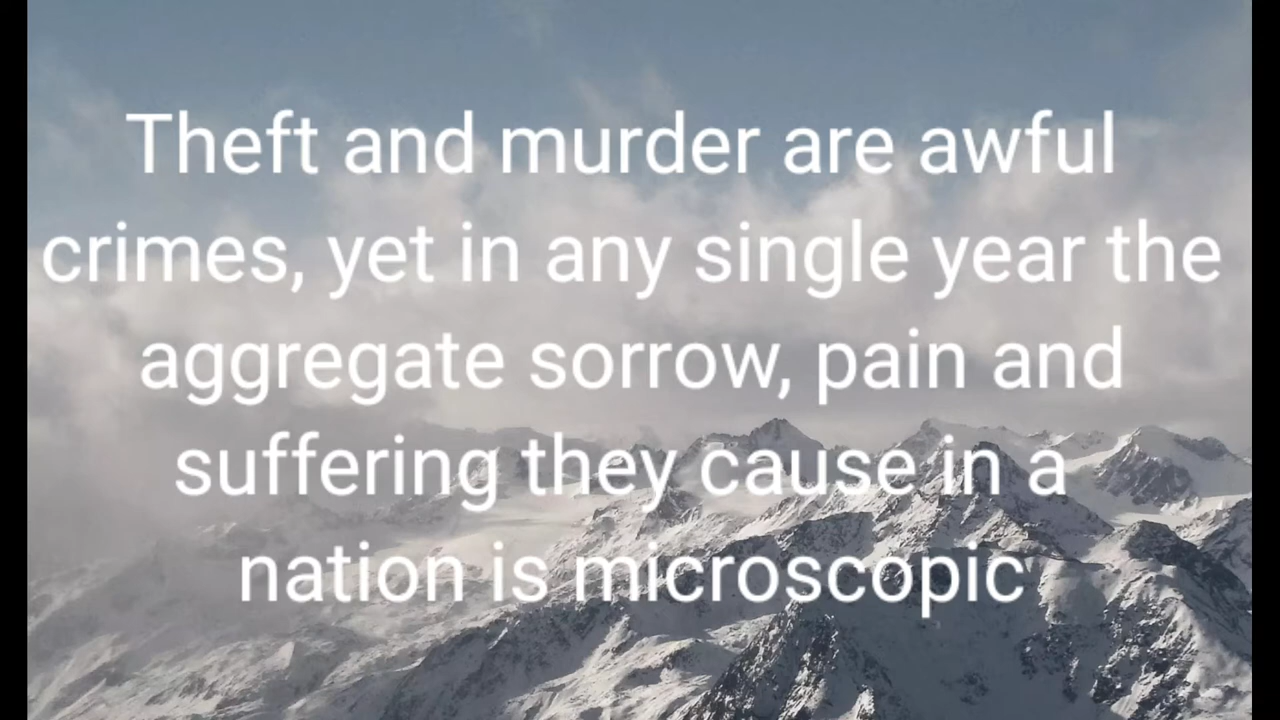 Theft and murder are awful
crimes, yet in any single year the
aggregate sorrow, pain and
suffering they cause in a
nation is microscopic